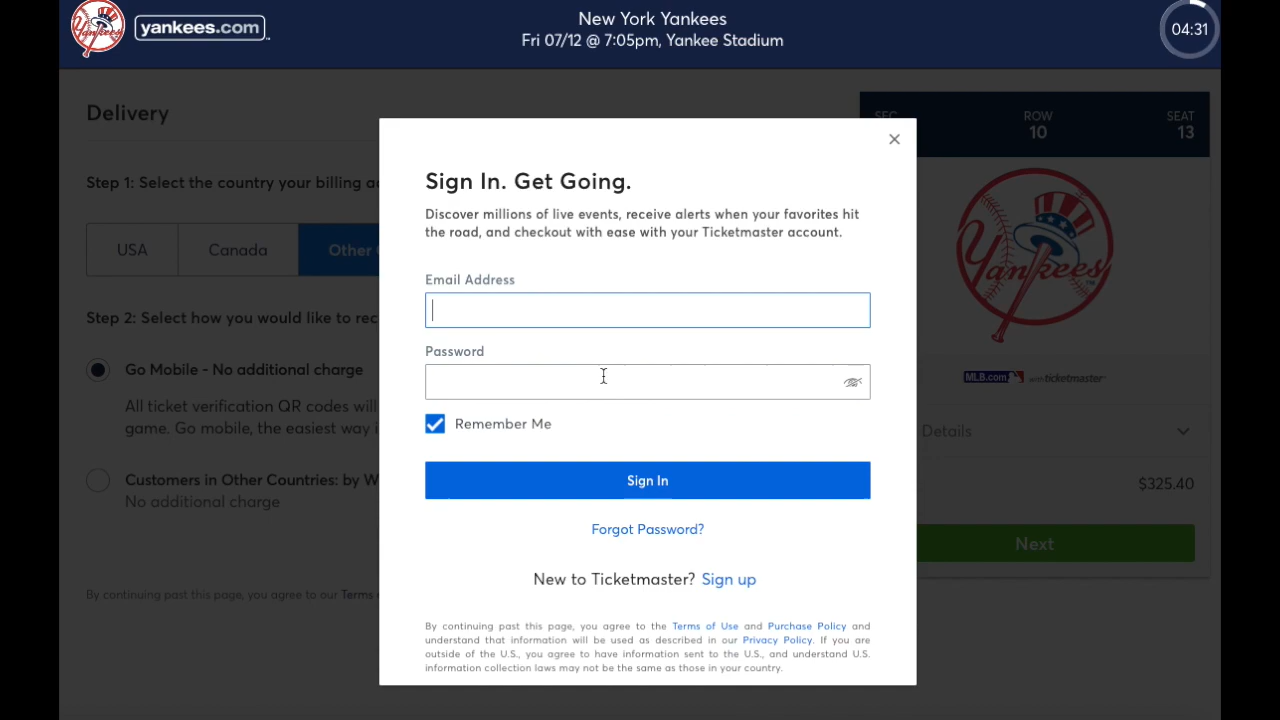 yankees.com
New York Yankees
Fri 07/12 @ 7:05pm, Yankee Stadium
04:31
Delivery
SEC
ROW
SEAT
10
13
Step 1: Select the country your billing
USA
Canada
Other
Step 2: Select how you would like to
Go Mobile - No additional charge
All ticket verification QR codes will
game. Go mobile, the easiest way
Customers in Other Countries: by
No additional charge
By continuing past this page, you agree to our Terms
Sign In. Get Going.
Discover millions of live events, receive alerts when your favorites hit
the road, and checkout with ease with your Ticketmaster account.
Email Address
Password
Remember Me
Sign In
Forgot Password?
New to Ticketmaster? Sign up
By continuing past this page, you agree to the Terms of Use and Purchase Policy and
understand that information will be used as described in our Privacy Policy. If you are
outside of the U.S., you agree to have information sent to the U.S., and understand U.S.
information collection laws may not be the same as those in your country.
Yankees
MLB.com with ticketmaster
Details
$325.40
Next